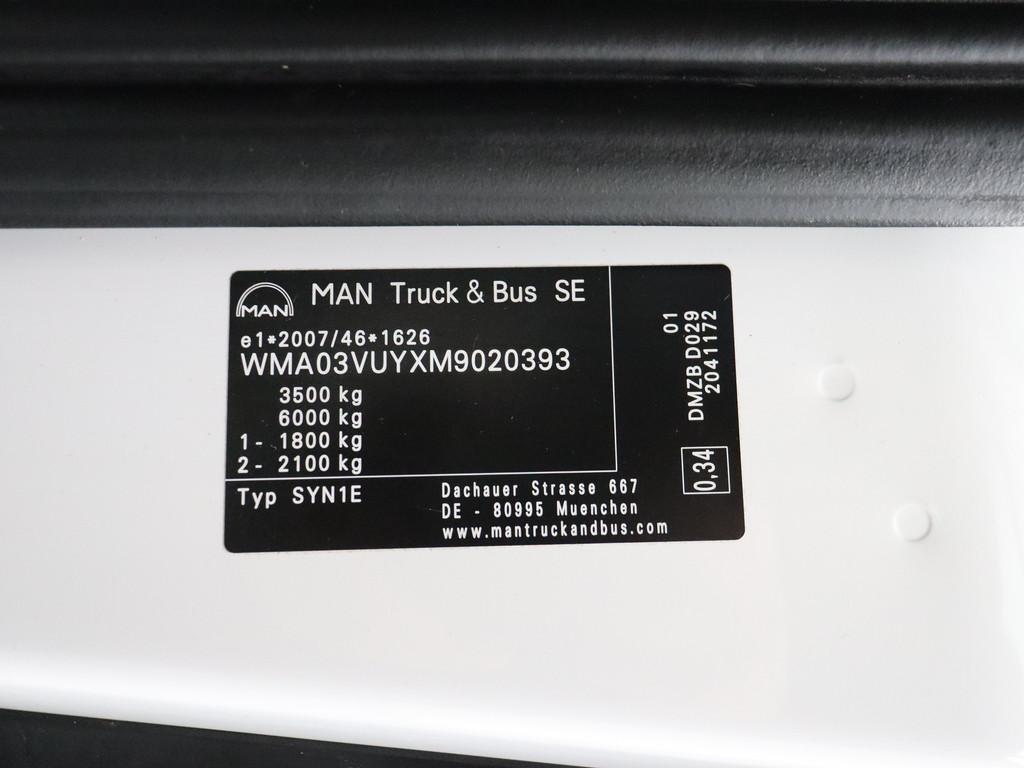 MAN
MAN Truck & Bus SE
e1*2007/46*1626
WMA03VUYXM9020393
3500 kg
6000 kg
1- 1800 kg
2- 2100 kg
Typ SYN1E
Dachauer Strasse 667
DE - 80995 Muenchen
www.mantruckandbus.com
01
DMZB D029
2041172
0,34